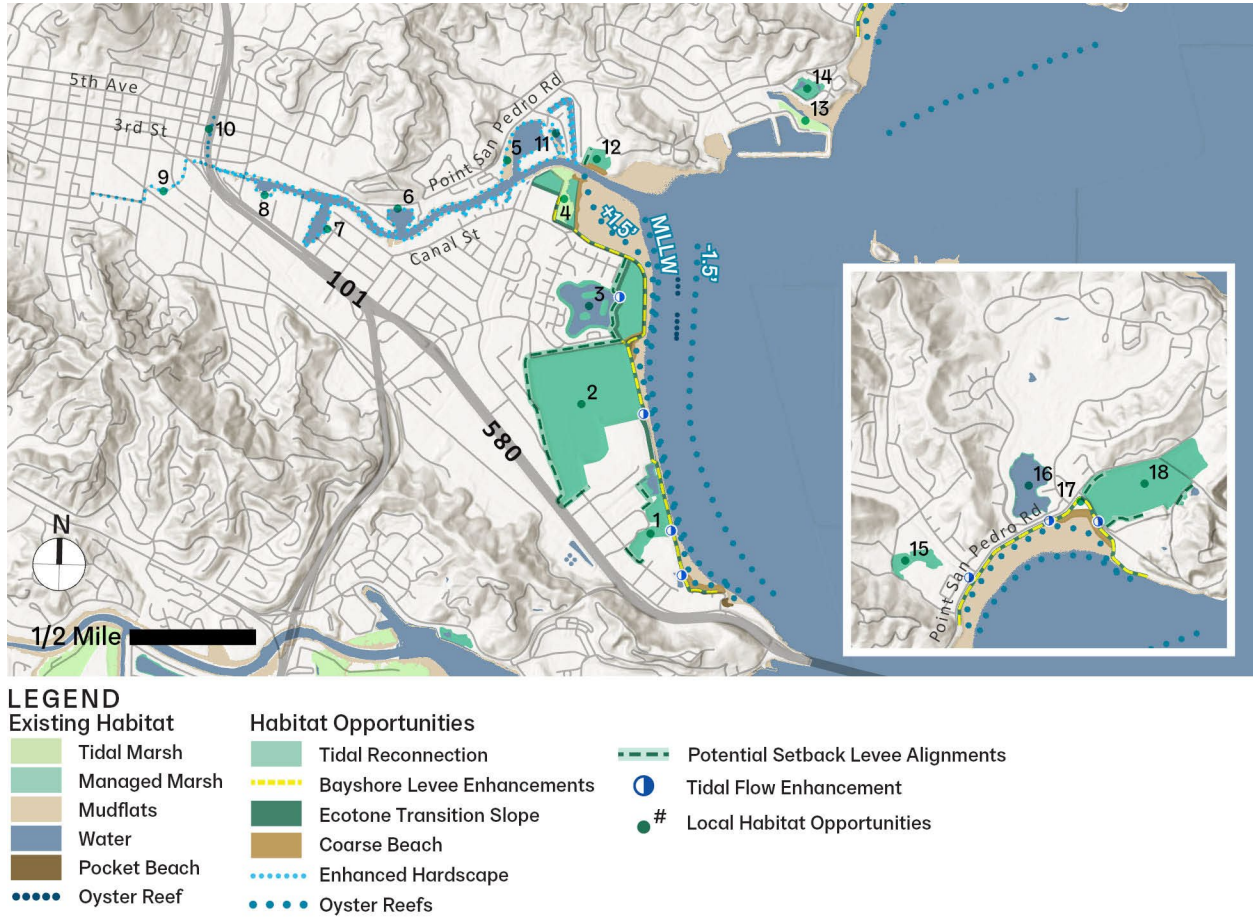 5th Ave
3rd St
Point San Pedro Rd
14
13
10
5
11
12
9
8
6
7
4
Canal St
+1.5'
MLLW
-1.5'
101
3
2
580
1
N
1/2 Mile
16
17
18
15
Point San Pedro Rd
LEGEND
Existing Habitat
Tidal Marsh
Managed Marsh
Mudflats
Water
Pocket Beach
Oyster Reef
Habitat Opportunities
Tidal Reconnection
Bayshore Levee Enhancements
Ecotone Transition Slope
Coarse Beach
Enhanced Hardscape
Oyster Reefs
Potential Setback Levee Alignments
Tidal Flow Enhancement
# Local Habitat Opportunities